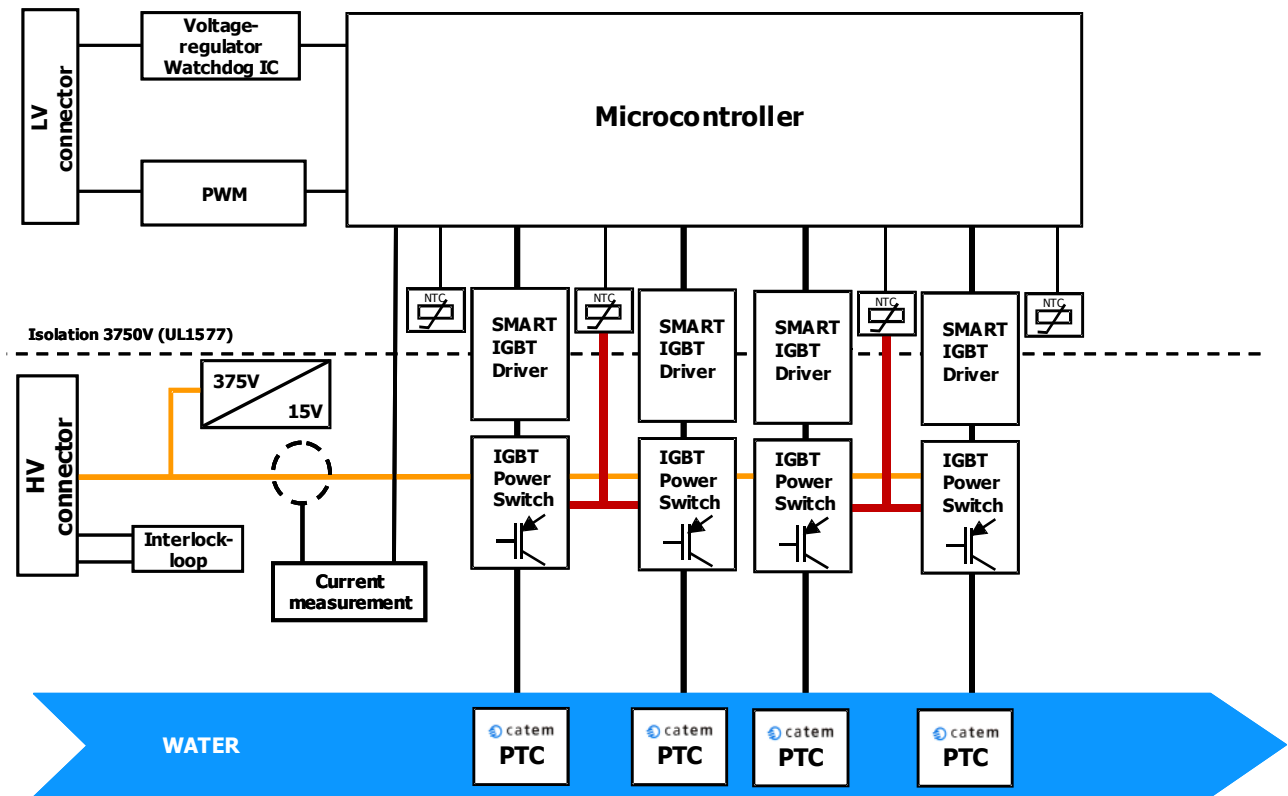 Voltage-
regulator
Watchdog IC
LV
connector
Microcontroller
PWM
NTC
NTC
NTC
NTC
SMART
IGBT
Driver
SMART
IGBT
Driver
SMART
IGBT
Driver
SMART
IGBT
Driver
Isolation 3750V (UL1577)
375V
15V
HV
connector
IGBT
Power
Switch
IGBT
Power
Switch
IGBT
Power
Switch
IGBT
Power
Switch
Interlock-
loop
Current
measurement
WATER
catem
PTC
catem
PTC
catem
PTC
catem
PTC